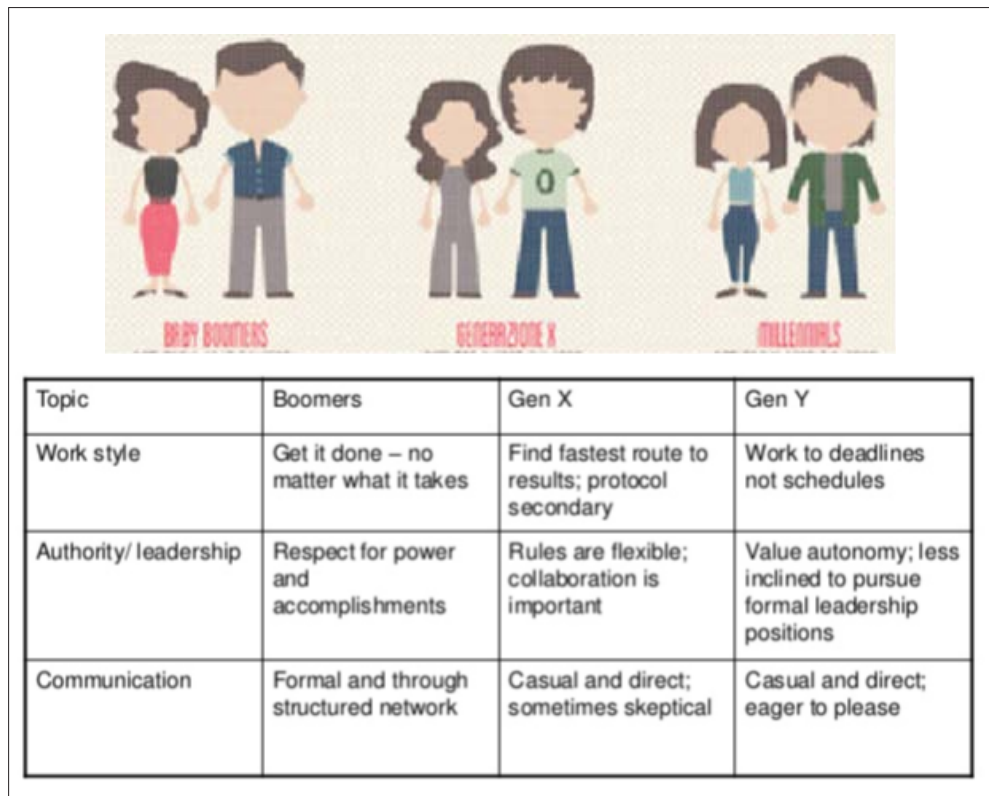 BABY BOOMERS
GENERAZIONE X
MILLENNIALS
Topic
Boomers
Gen X
Gen Y
Work style
Get it done – no
matter what it takes
Find fastest route to
results; protocol
secondary
Work to deadlines
not schedules
Authority/ leadership
Respect for power
and
accomplishments
Rules are flexible;
collaboration is
important
Value autonomy; less
inclined to pursue
formal leadership
positions
Communication
Formal and through
structured network
Casual and direct;
sometimes skeptical
Casual and direct;
eager to please
0